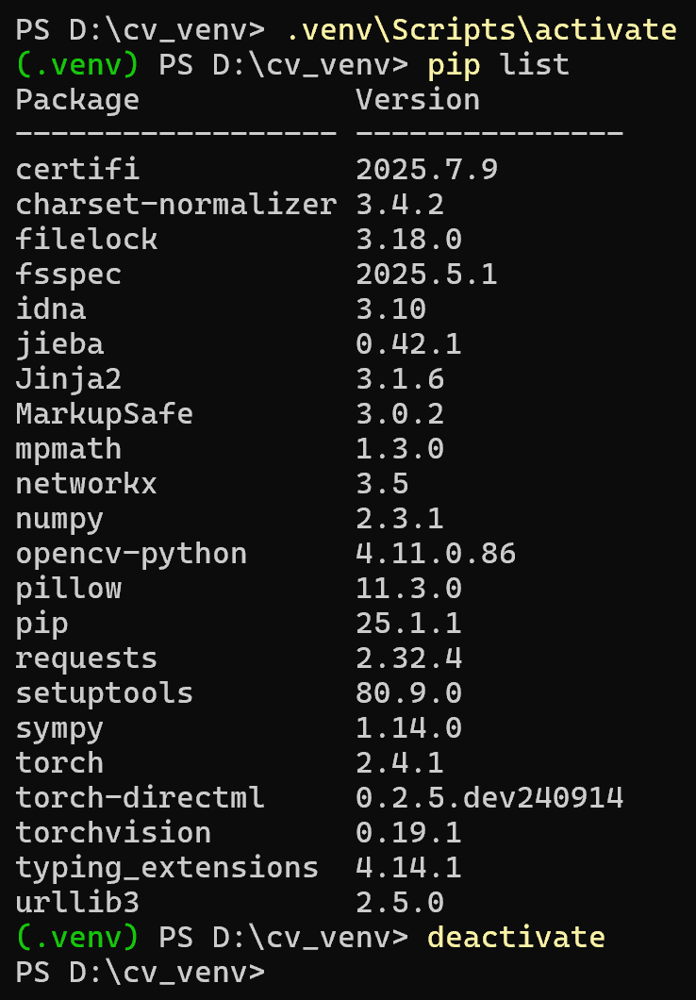 PS D:\cv_venv> .venv\Scripts\activate
(.venv) PS D:\cv_venv> pip list
Package            Version
------------------ ---------------
certifi            2025.7.9
charset-normalizer 3.4.2
filelock           3.18.0
fsspec             2025.5.1
idna               3.10
jieba              0.42.1
Jinja2             3.1.6
MarkupSafe         3.0.2
mpmath             1.3.0
networkx           3.5
numpy              2.3.1
opencv-python      4.11.0.86
pillow             11.3.0
pip                25.1.1
requests           2.32.4
setuptools         80.9.0
sympy              1.14.0
torch              2.4.1
torch-directml     0.2.5.dev240914
torchvision        0.19.1
typing_extensions  4.14.1
urllib3            2.5.0
(.venv) PS D:\cv_venv> deactivate
PS D:\cv_venv>